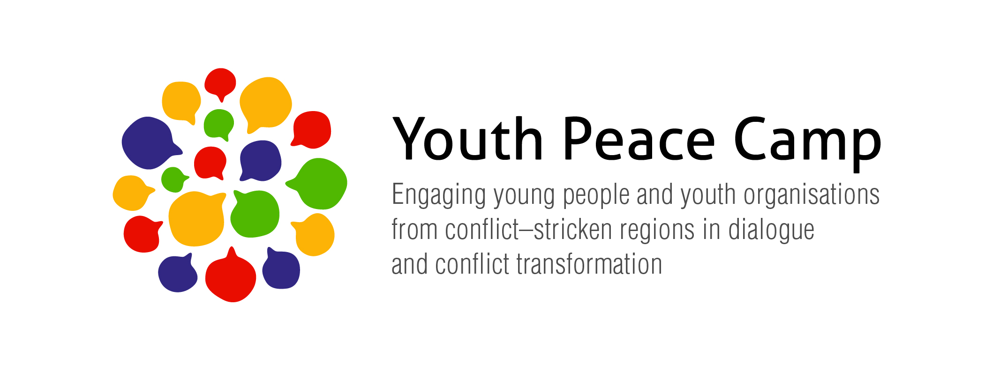 Youth Peace Camp
Engaging young people and youth organisations
from conflict–stricken regions in dialogue
and conflict transformation